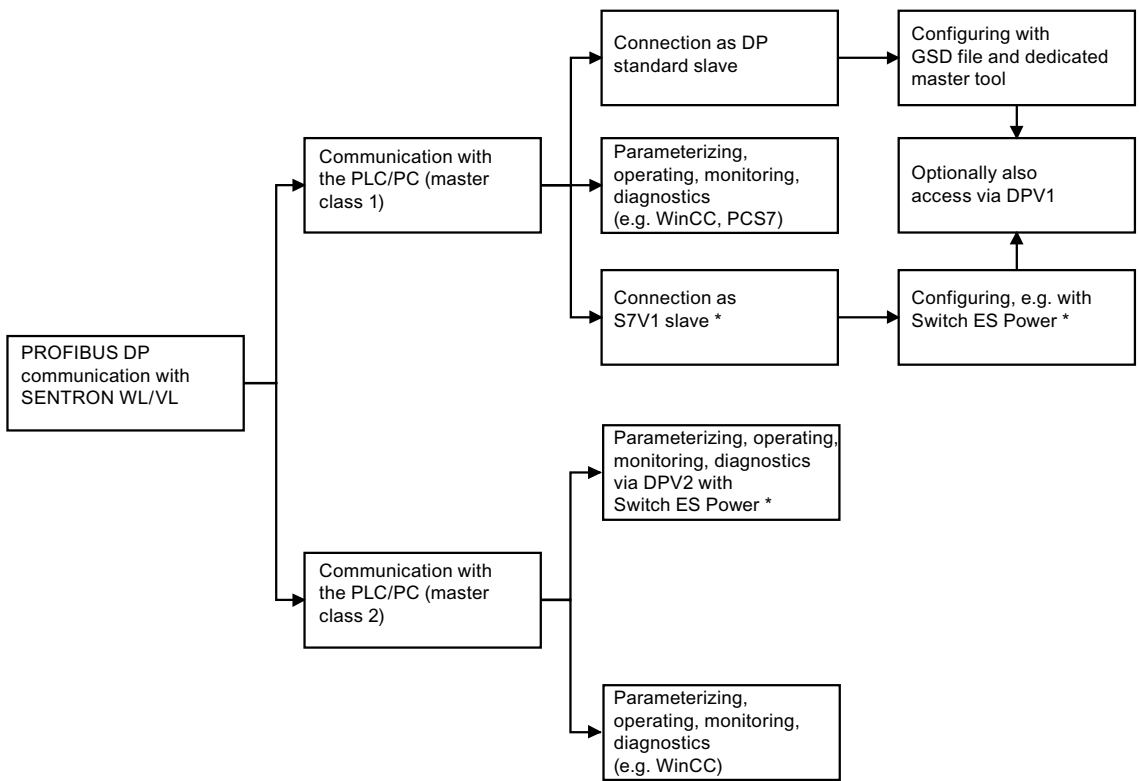 Connection as DP
standard slave
Configuring with
GSD file and dedicated
master tool
Communication with
the PLC/PC (master
class 1)
Parameterizing,
operating, monitoring,
diagnostics
(e.g. WinCC, PCS7)
Optionally also
access via DPV1
Connection as
S7V1 slave *
Configuring, e.g. with
Switch ES Power *
PROFIBUS DP
communication with
SENTRON WL/VL
Parameterizing, operating,
monitoring, diagnostics
via DPV2 with
Switch ES Power *
Communication with
the PLC/PC (master
class 2)
Parameterizing,
operating, monitoring,
diagnostics
(e.g. WinCC)